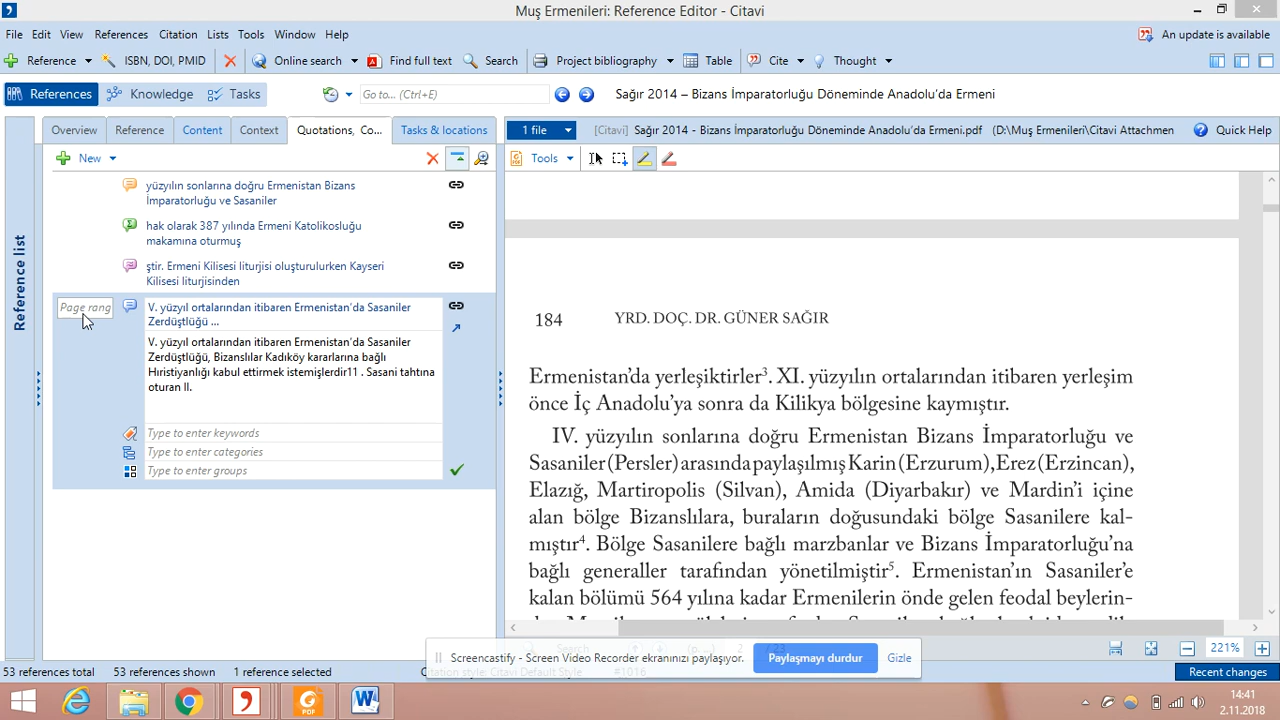 Muş Ermenileri: Reference Editor - Citavi
File Edit View References Citation Lists Tools Window Help An update is available
Reference ISBN, DOI, PMID Online search Find full text Search Project bibliography Table Cite Thought
References Knowledge Tasks Go to... (Ctrl+E) Sağır 2014 – Bizans İmparatorluğu Döneminde Anadolu'da Ermeni
Overview Reference Content Context Quotations, Co... Tasks & locations 1 file [Citavi] Sağır 2014 - Bizans İmparatorluğu Döneminde Anadolu'da Ermeni.pdf (D:\Muş Ermenileri\Citavi Attachmen Quick Help
New Tools
Reference list
yüzyılın sonlarına doğru Ermenistan Bizans
İmparatorluğu ve Sasaniler
hak olarak 387 yılında Ermeni Katolikosluğu
makamına oturmuş
ştir. Ermeni Kilisesi liturjisi oluşturulurken Kayseri
Kilisesi liturjisinden
Page rang
V. yüzyıl ortalarından itibaren Ermenistan'da Sasaniler
Zerdüştlüğü ...
V. yüzyıl ortalarından itibaren Ermenistan'da Sasaniler
Zerdüştlüğü, Bizanslılar Kadıköy kararlarına bağlı
Hıristiyanlığı kabul ettirmek istemişlerdir11 . Sasani tahtına
oturan II.
Type to enter keywords
Type to enter categories
Type to enter groups
184 YRD. DOÇ. DR. GÜNER SAĞIR
Ermenistan'da yerleşiktirler³. XI. yüzyılın ortalarından itibaren yerleşim
önce İç Anadolu'ya sonra da Kilikya bölgesine kaymıştır.
IV. yüzyılın sonlarına doğru Ermenistan Bizans İmparatorluğu ve
Sasaniler (Persler) arasında paylaşılmış Karin (Erzurum), Erez (Erzincan),
Elazığ, Martiropolis (Silvan), Amida (Diyarbakır) ve Mardin'i içine
alan bölge Bizanslılara, buraların doğusundaki bölge Sasanilere kal-
mıştır⁴. Bölge Sasanilere bağlı marzbanlar ve Bizans İmparatorluğu'na
bağlı generaller tarafından yönetilmiştir⁵. Ermenistan'ın Sasaniler'e
kalan bölümü 564 yılına kadar Ermenilerin önde gelen feodal beylerin-
Screencastify - Screen Video Recorder ekranınızı paylaşıyor. Paylaşmayı durdur Gizle
221%
53 references total 53 references shown 1 reference selected Citation style: Citavi Default Style #1016 Recent changes
14:41
2.11.2018